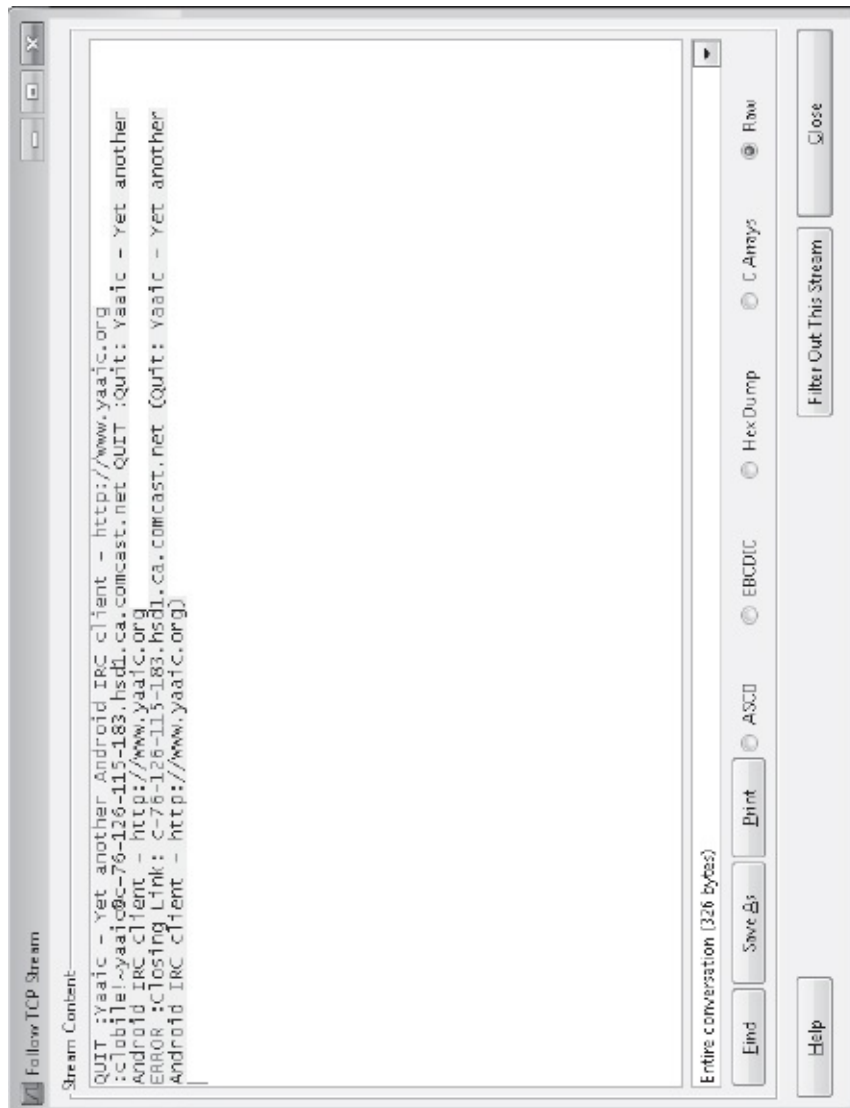 Follow TCP Stream
Stream Content
QUIT :Yaaic - Yet another Android IRC client - http://www.yaaic.org
:clobile!~yaaic@c-76-126-115-183.hsd1.ca.comcast.net QUIT :Quit: Yaaic - Yet another
Android IRC client - http://www.yaaic.org
ERROR :Closing Link: c-76-126-115-183.hsd1.ca.comcast.net (Quit: Yaaic - Yet another
Android IRC client - http://www.yaaic.org)
Entire conversation (326 bytes)
Find Save As Print ASCII EBCDIC Hex Dump C Arrays Raw
Help Filter Out This Stream Close